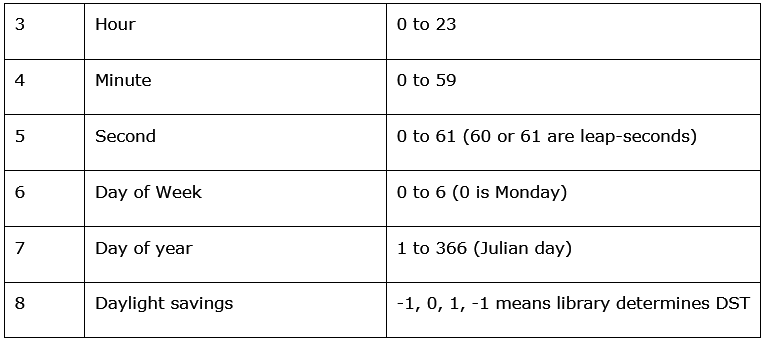 3 Hour 0 to 23
4 Minute 0 to 59
5 Second 0 to 61 (60 or 61 are leap-seconds)
6 Day of Week 0 to 6 (0 is Monday)
7 Day of year 1 to 366 (Julian day)
8 Daylight savings -1, 0, 1, -1 means library determines DST